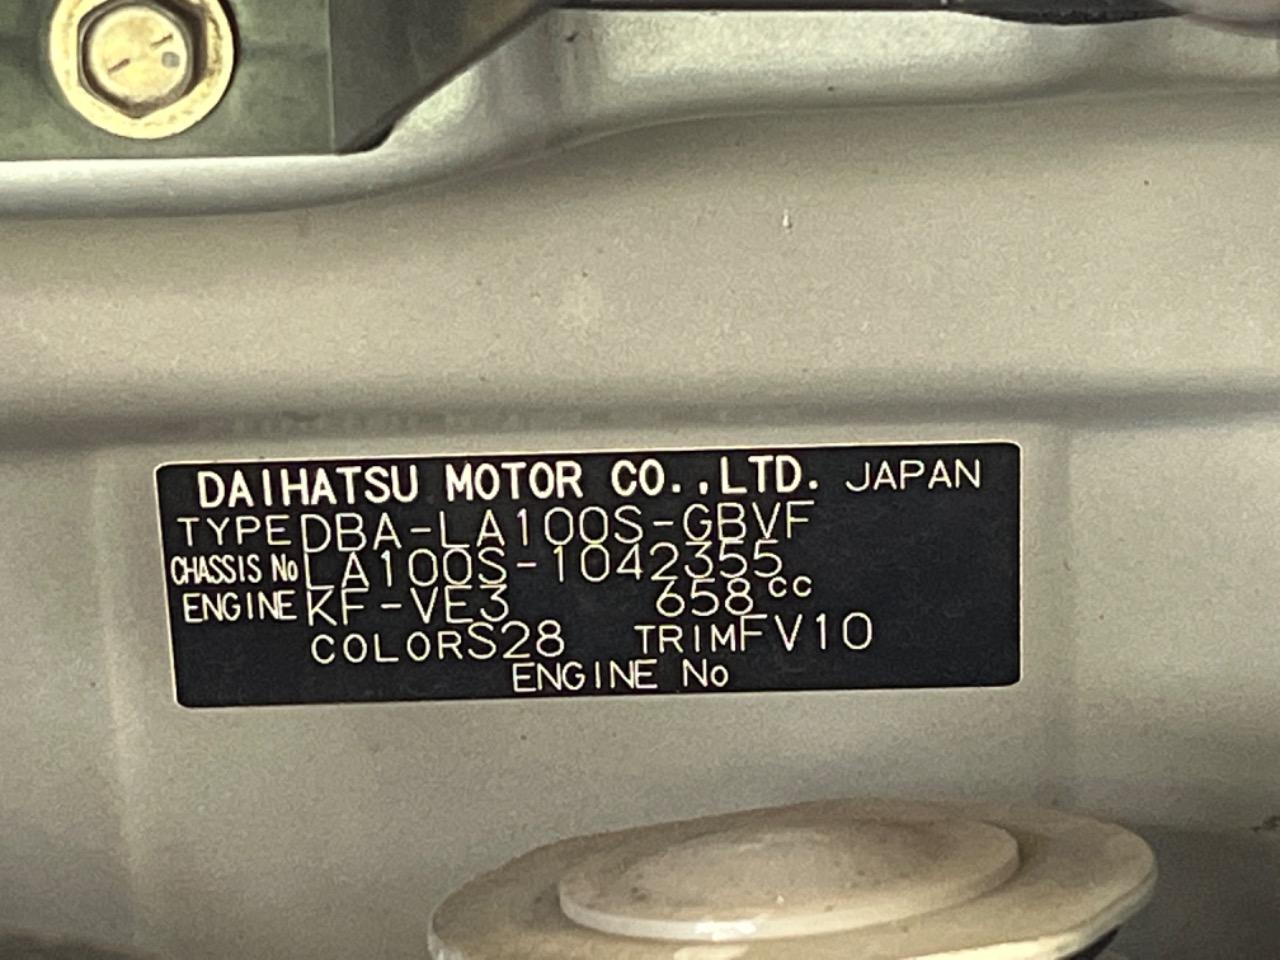 DAIHATSU MOTOR CO.,LTD. JAPAN
TYPE DBA-LA100S-GBVF
CHASSIS No LA100S-1042355
ENGINE KF-VE3 658cc
COLOR S28 TRIM FV10
ENGINE No